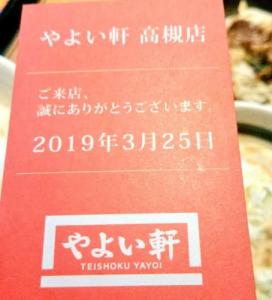 やよい軒 高槻店
ご来店、
誠にありがとうございます。
2019年3月25日
やよい軒
TEISHOKU YAYOI